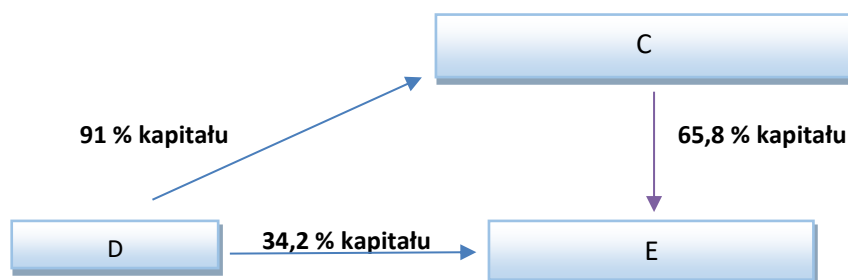 C
91 % kapitału
65,8 % kapitału
D
34,2 % kapitału
E